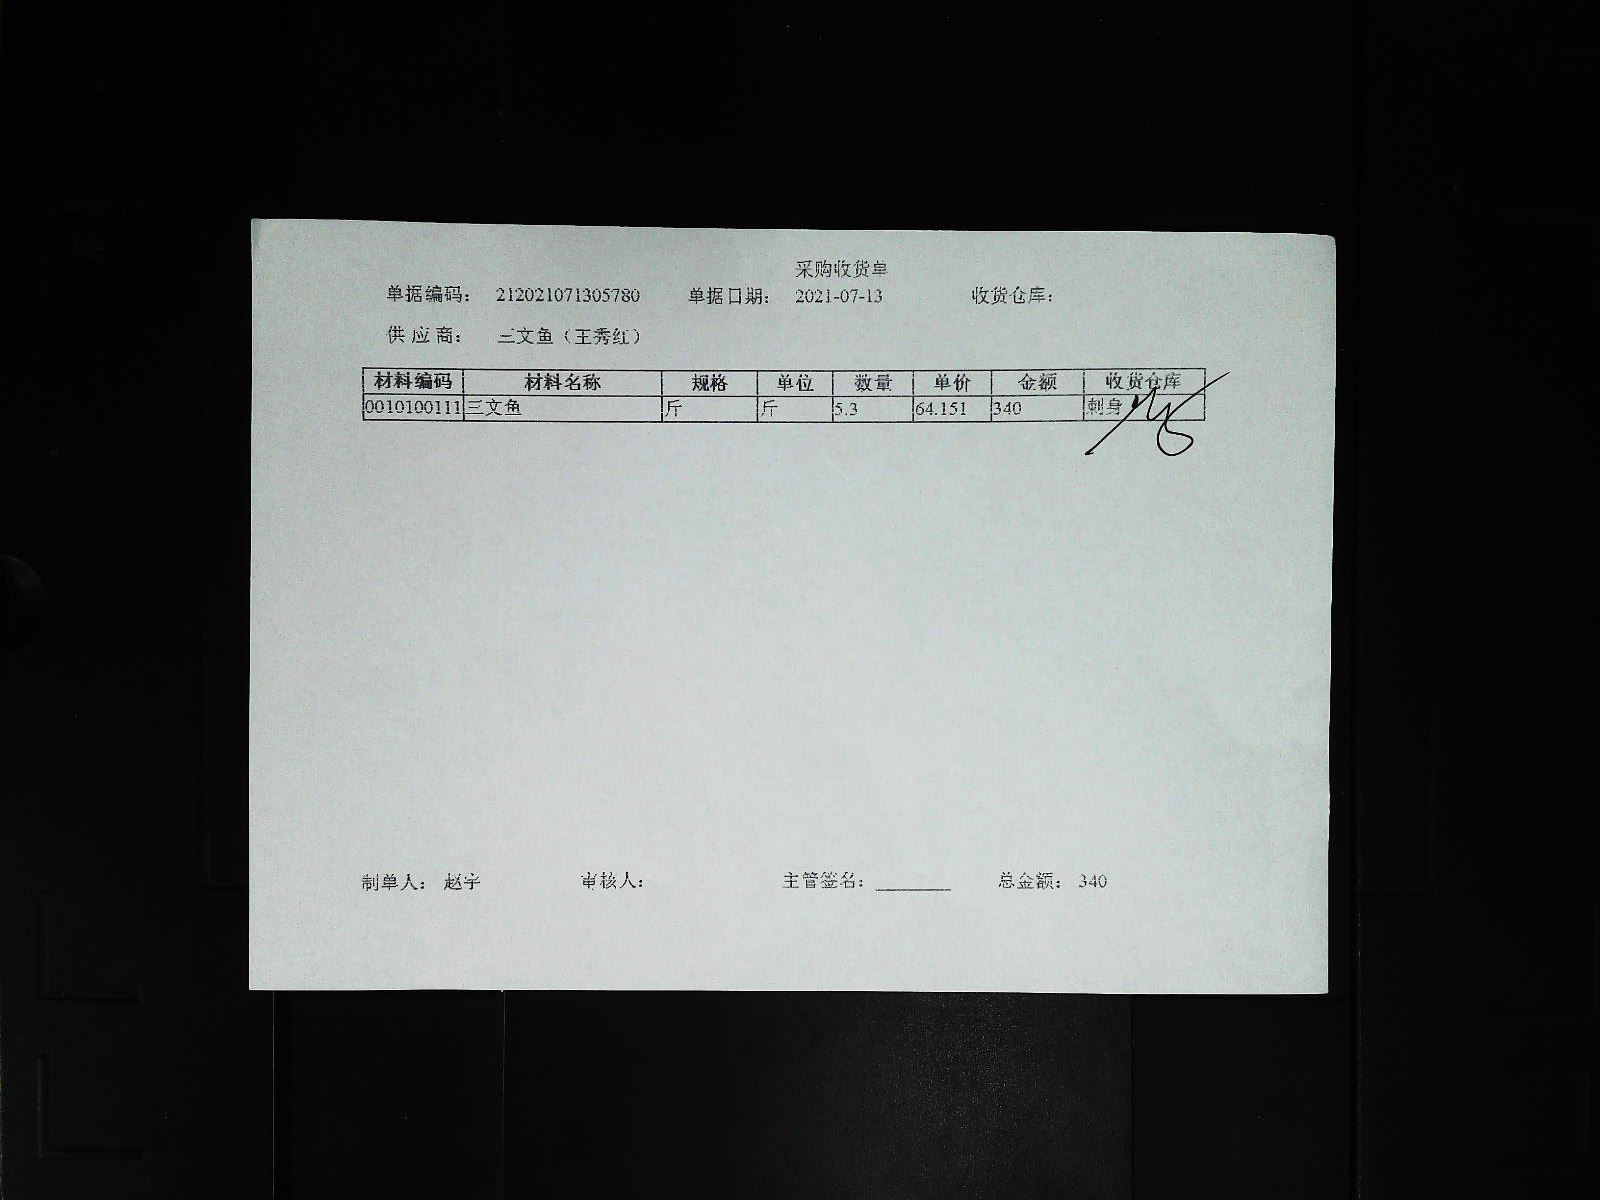 采购收货单
单据编码： 212021071305780 单据日期： 2021-07-13 收货仓库：
供 应 商： 三文鱼（王秀红）
材料编码 材料名称 规格 单位 数量 单价 金额 收货仓库
0010100111 三文鱼 斤 斤 5.3 64.151 340 刺身
制单人： 赵宇 审核人： 主管签名：________ 总金额： 340